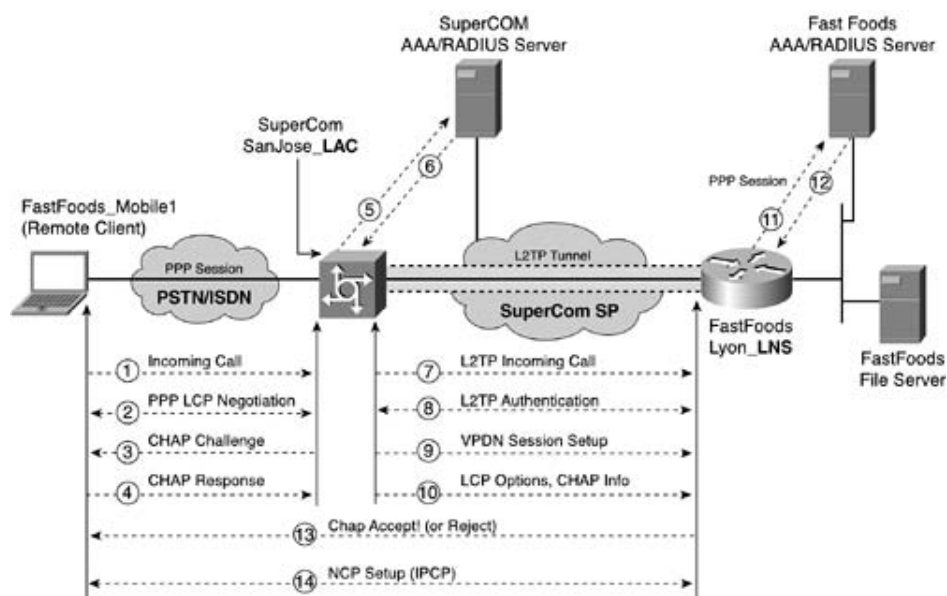 SuperCOM
AAA/RADIUS Server
Fast Foods
AAA/RADIUS Server
SuperCom
SanJose_LAC
5
6
PPP Session
11
12
FastFoods_Mobile1
(Remote Client)
PPP Session
PSTN/ISDN
L2TP Tunnel
SuperCom SP
FastFoods
Lyon_LNS
FastFoods
File Server
1 Incoming Call
2 PPP LCP Negotiation
3 CHAP Challenge
4 CHAP Response
7 L2TP Incoming Call
8 L2TP Authentication
9 VPDN Session Setup
10 LCP Options, CHAP Info
13 Chap Accept! (or Reject)
14 NCP Setup (IPCP)